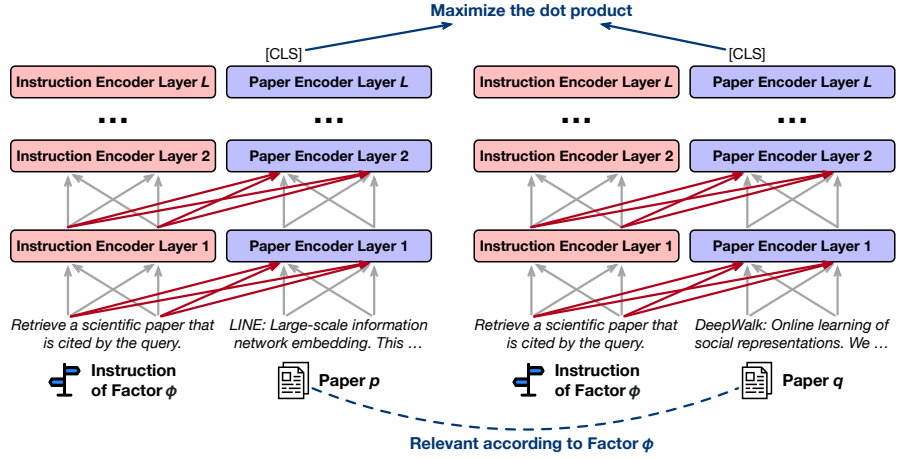 Maximize the dot product
[CLS]
[CLS]
Instruction Encoder Layer L
Paper Encoder Layer L
Instruction Encoder Layer L
Paper Encoder Layer L
...
...
...
...
Instruction Encoder Layer 2
Paper Encoder Layer 2
Instruction Encoder Layer 2
Paper Encoder Layer 2
Instruction Encoder Layer 1
Paper Encoder Layer 1
Instruction Encoder Layer 1
Paper Encoder Layer 1
Retrieve a scientific paper that
is cited by the query.
LINE: Large-scale information
network embedding. This ...
Retrieve a scientific paper that
is cited by the query.
DeepWalk: Online learning of
social representations. We ...
Instruction
of Factor ϕ
Paper p
Instruction
of Factor ϕ
Paper q
Relevant according to Factor ϕ